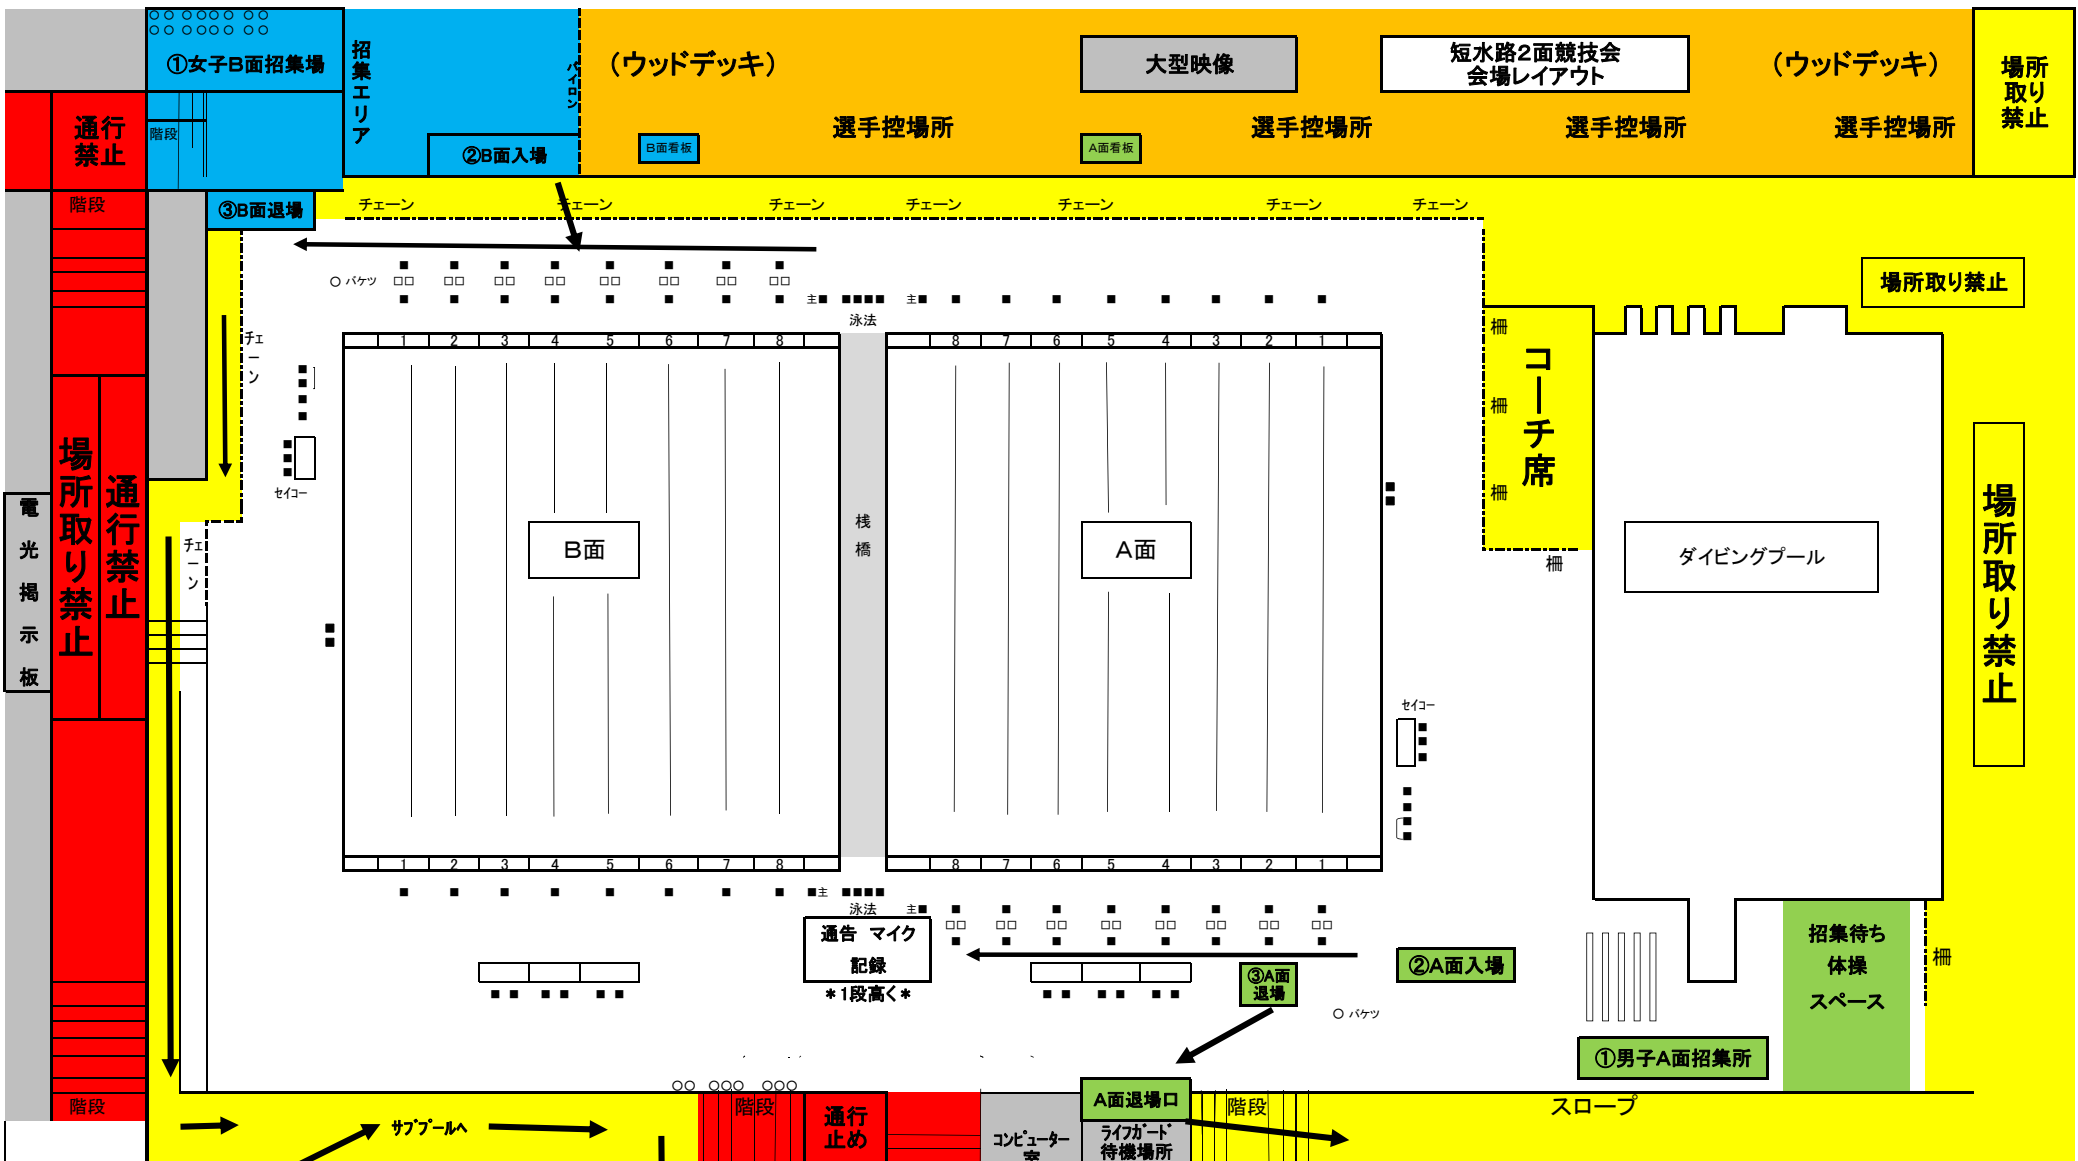 ①女子B面招集場
招集エリア
パイロン
(ウッドデッキ)
大型映像
短水路2面競技会
会場レイアウト
(ウッドデッキ)
場所
取り
禁止
通行
禁止
階段
②B面入場
B面看板
選手控場所
A面看板
選手控場所
選手控場所
選手控場所
階段
③B面退場
チェーン
チェーン
チェーン
チェーン
チェーン
チェーン
チェーン
○ バケツ
主■ ■■■■ 主■
泳法
場所取り禁止
1 2 3 4 5 6 7 8
8 7 6 5 4 3 2 1
チェーン
柵
柵
柵
柵
コーチ席
セイコー
場所取り禁止
通行禁止
電光掲示板
チェーン
B面
桟橋
A面
ダイビングプール
場所取り禁止
セイコー
1 2 3 4 5 6 7 8
8 7 6 5 4 3 2 1
■主 ■■■■
泳法
主■
通告 マイク
記録
*1段高く*
③A面
退場
②A面入場
○ バケツ
招集待ち
体操
スペース
柵
①男子A面招集所
階段
サブプールへ
階段
通行
止め
コンピューター
室
A面退場口
ライフガード
待機場所
階段
スロープ